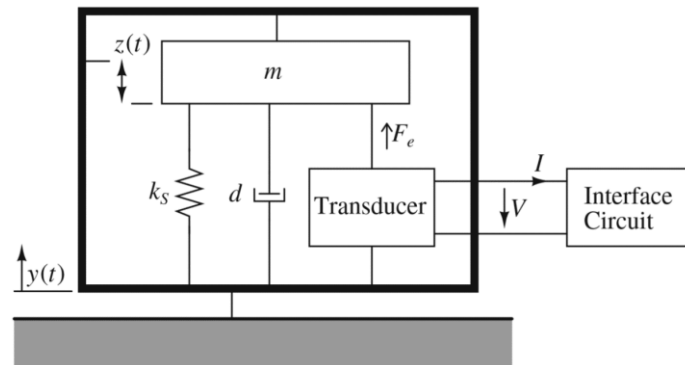 z(t)
m
F_e
k_S
d
Transducer
I
V
Interface
Circuit
y(t)